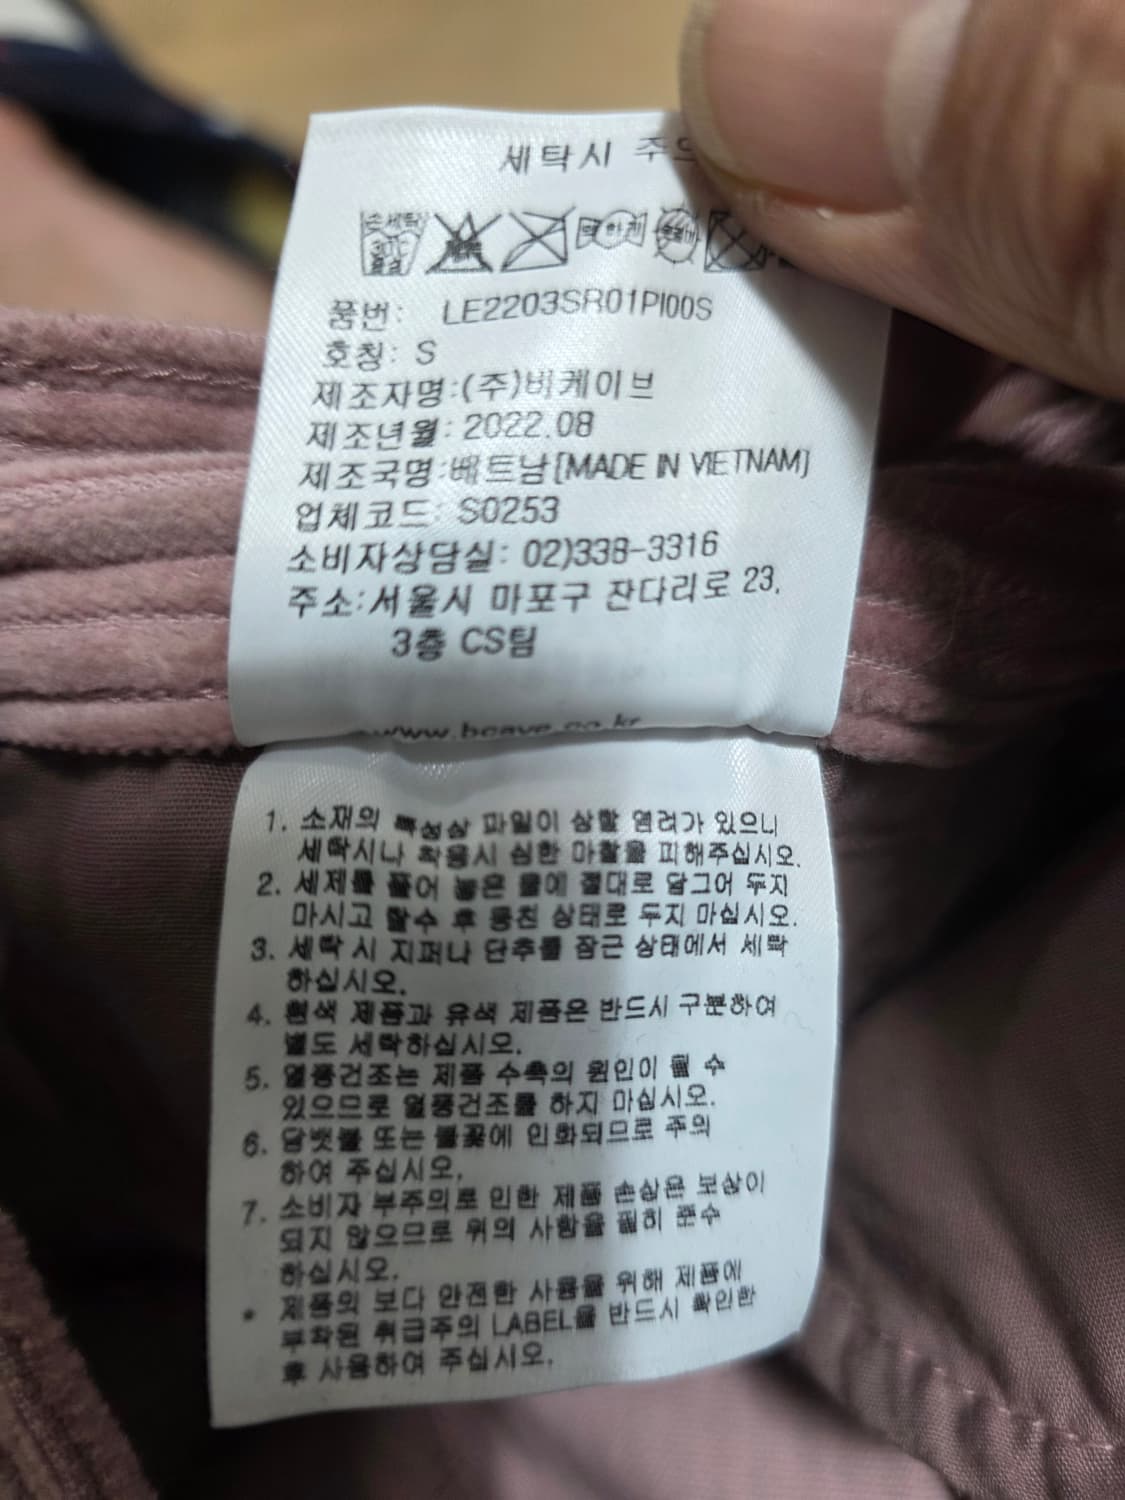 세탁시
손세탁
30℃
중성
약하게
드라이
품번: LE2203SR01PI00S
호칭: S
제조자명:(주)비케이브
제조년월: 2022.08
제조국명:베트남[MADE IN VIETNAM]
업체코드: S0253
소비자상담실: 02)338-3316
주소:서울시 마포구 잔다리로 23,
3층 CS팀
www.bcave.co.kr
1. 소재의 특성상 파일이 상할 염려가 있으니
세탁시나 착용시 심한 마찰을 피해주십시오.
2. 세제를 풀어 놓은 물에 절대로 담그어 두지
마시고 탈수 후 뭉친 상태로 두지 마십시오.
3. 세탁 시 지퍼나 단추를 잠근 상태에서 세탁
하십시오.
4. 흰색 제품과 유색 제품은 반드시 구분하여
별도 세탁하십시오.
5. 열풍건조는 제품 수축의 원인이 될 수
있으므로 열풍건조를 하지 마십시오.
6. 담뱃불 또는 불꽃에 인화되므로 주의
하여 주십시오.
7. 소비자 부주의로 인한 제품 손상은 보상이
되지 않으므로 위의 사항을 필히 준수
하십시오.
* 제품의 보다 안전한 사용을 위해 제품에
부착된 취급주의 LABEL을 반드시 확인한
후 사용하여 주십시오.